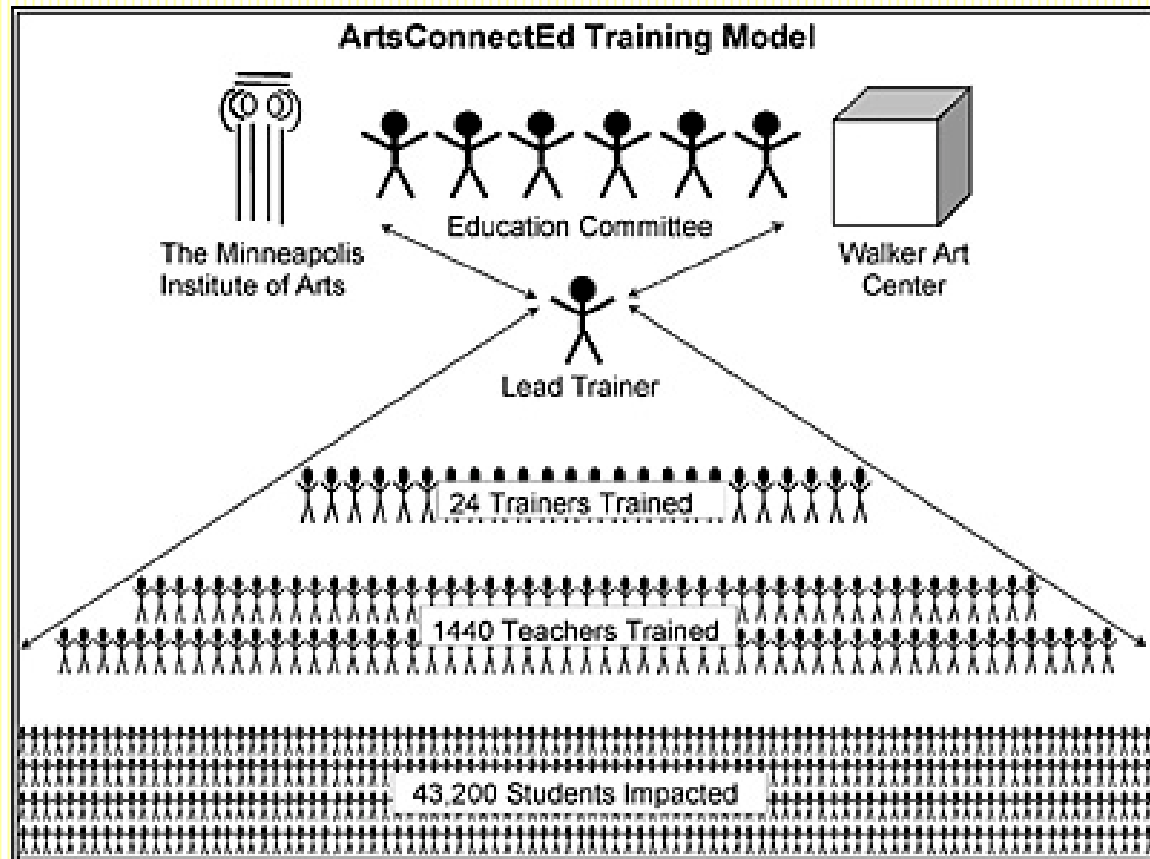 ArtsConnectEd Training Model
Education Committee
The Minneapolis
Institute of Arts
Walker Art
Center
Lead Trainer
24 Trainers Trained
1440 Teachers Trained
43,200 Students Impacted